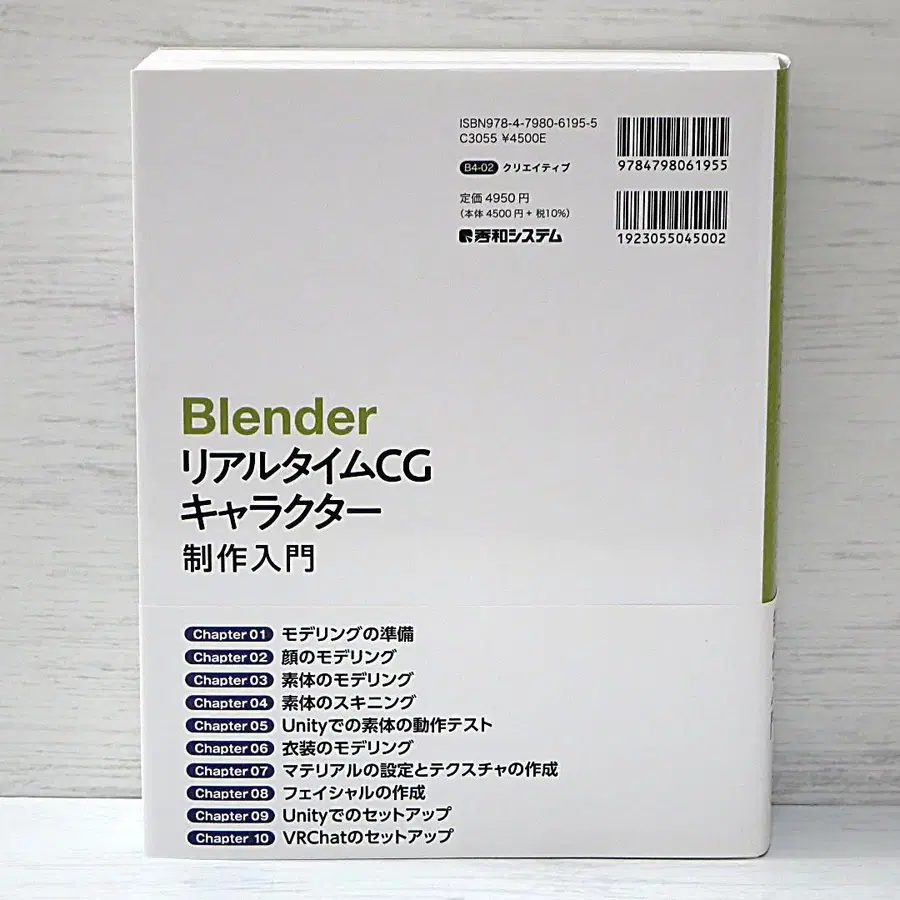 ISBN978-4-7980-6195-5
C3055 ¥4500E
9784798061955
B4-02 クリエイティブ
定価 4950 円
(本体 4500 円 + 税10%)
秀和システム
1923055045002
Blender
リアルタイムCG
キャラクター
制作入門
Chapter 01 モデリングの準備
Chapter 02 顔のモデリング
Chapter 03 素体のモデリング
Chapter 04 素体のスキニング
Chapter 05 Unityでの素体の動作テスト
Chapter 06 衣装のモデリング
Chapter 07 マテリアルの設定とテクスチャの作成
Chapter 08 フェイシャルの作成
Chapter 09 Unityでのセットアップ
Chapter 10 VRChatのセットアップ